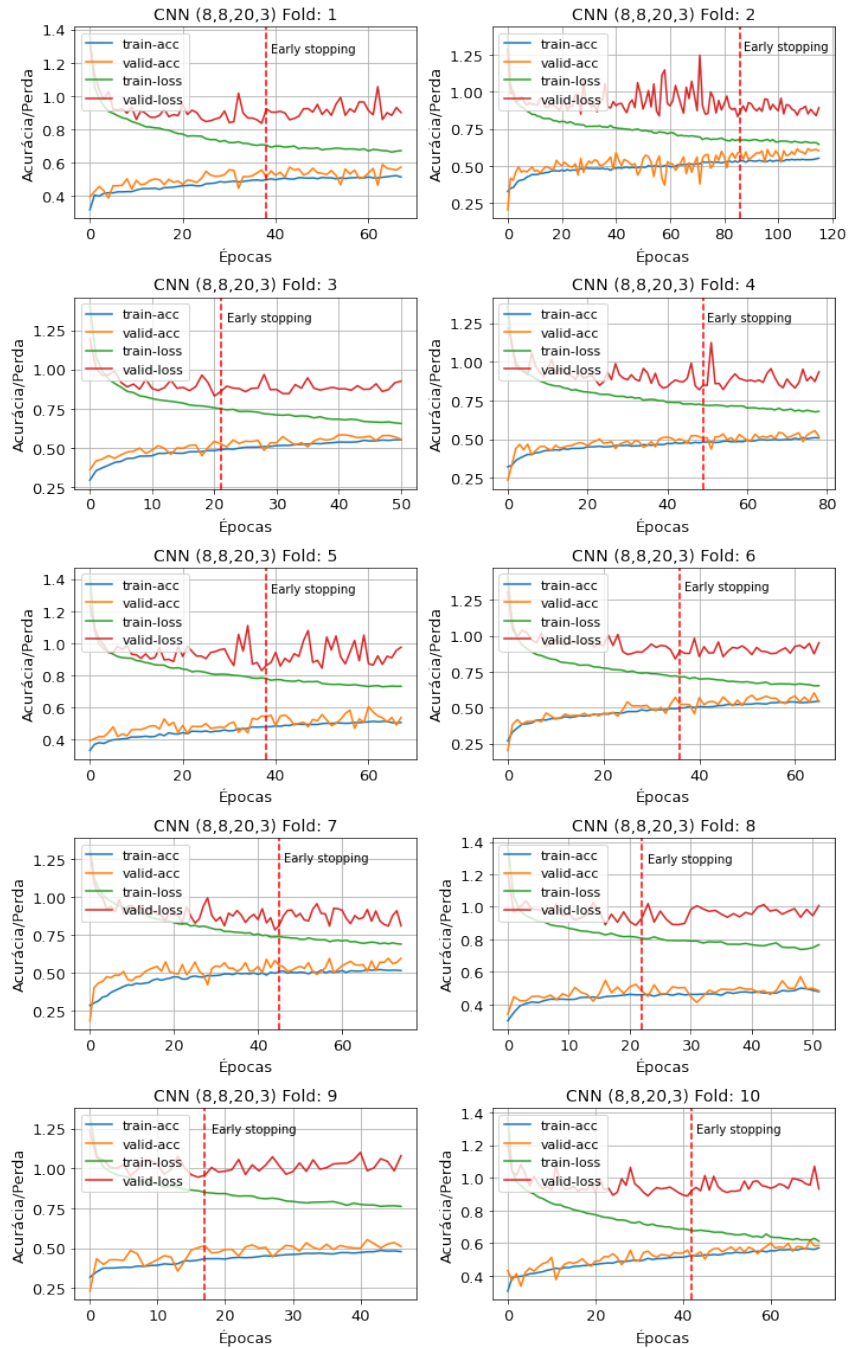 CNN (8,8,20,3) Fold: 1
1.4
1.2
1.0
0.8
0.6
0.4
Acurácia/Perda
train-acc
valid-acc
train-loss
valid-loss
Early stopping
0 20 40 60
Épocas
CNN (8,8,20,3) Fold: 2
1.25
1.00
0.75
0.50
0.25
Acurácia/Perda
train-acc
valid-acc
train-loss
valid-loss
Early stopping
0 20 40 60 80 100 120
Épocas
CNN (8,8,20,3) Fold: 3
1.25
1.00
0.75
0.50
0.25
Acurácia/Perda
train-acc
valid-acc
train-loss
valid-loss
Early stopping
0 10 20 30 40 50
Épocas
CNN (8,8,20,3) Fold: 4
1.25
1.00
0.75
0.50
0.25
Acurácia/Perda
train-acc
valid-acc
train-loss
valid-loss
Early stopping
0 20 40 60 80
Épocas
CNN (8,8,20,3) Fold: 5
1.4
1.2
1.0
0.8
0.6
0.4
Acurácia/Perda
train-acc
valid-acc
train-loss
valid-loss
Early stopping
0 20 40 60
Épocas
CNN (8,8,20,3) Fold: 6
1.25
1.00
0.75
0.50
0.25
Acurácia/Perda
train-acc
valid-acc
train-loss
valid-loss
Early stopping
0 20 40 60
Épocas
CNN (8,8,20,3) Fold: 7
1.25
1.00
0.75
0.50
0.25
Acurácia/Perda
train-acc
valid-acc
train-loss
valid-loss
Early stopping
0 20 40 60
Épocas
CNN (8,8,20,3) Fold: 8
1.4
1.2
1.0
0.8
0.6
0.4
Acurácia/Perda
train-acc
valid-acc
train-loss
valid-loss
Early stopping
0 10 20 30 40 50
Épocas
CNN (8,8,20,3) Fold: 9
1.25
1.00
0.75
0.50
0.25
Acurácia/Perda
train-acc
valid-acc
train-loss
valid-loss
Early stopping
0 20 40
Épocas
CNN (8,8,20,3) Fold: 10
1.4
1.2
1.0
0.8
0.6
0.4
Acurácia/Perda
train-acc
valid-acc
train-loss
valid-loss
Early stopping
0 20 40 60
Épocas